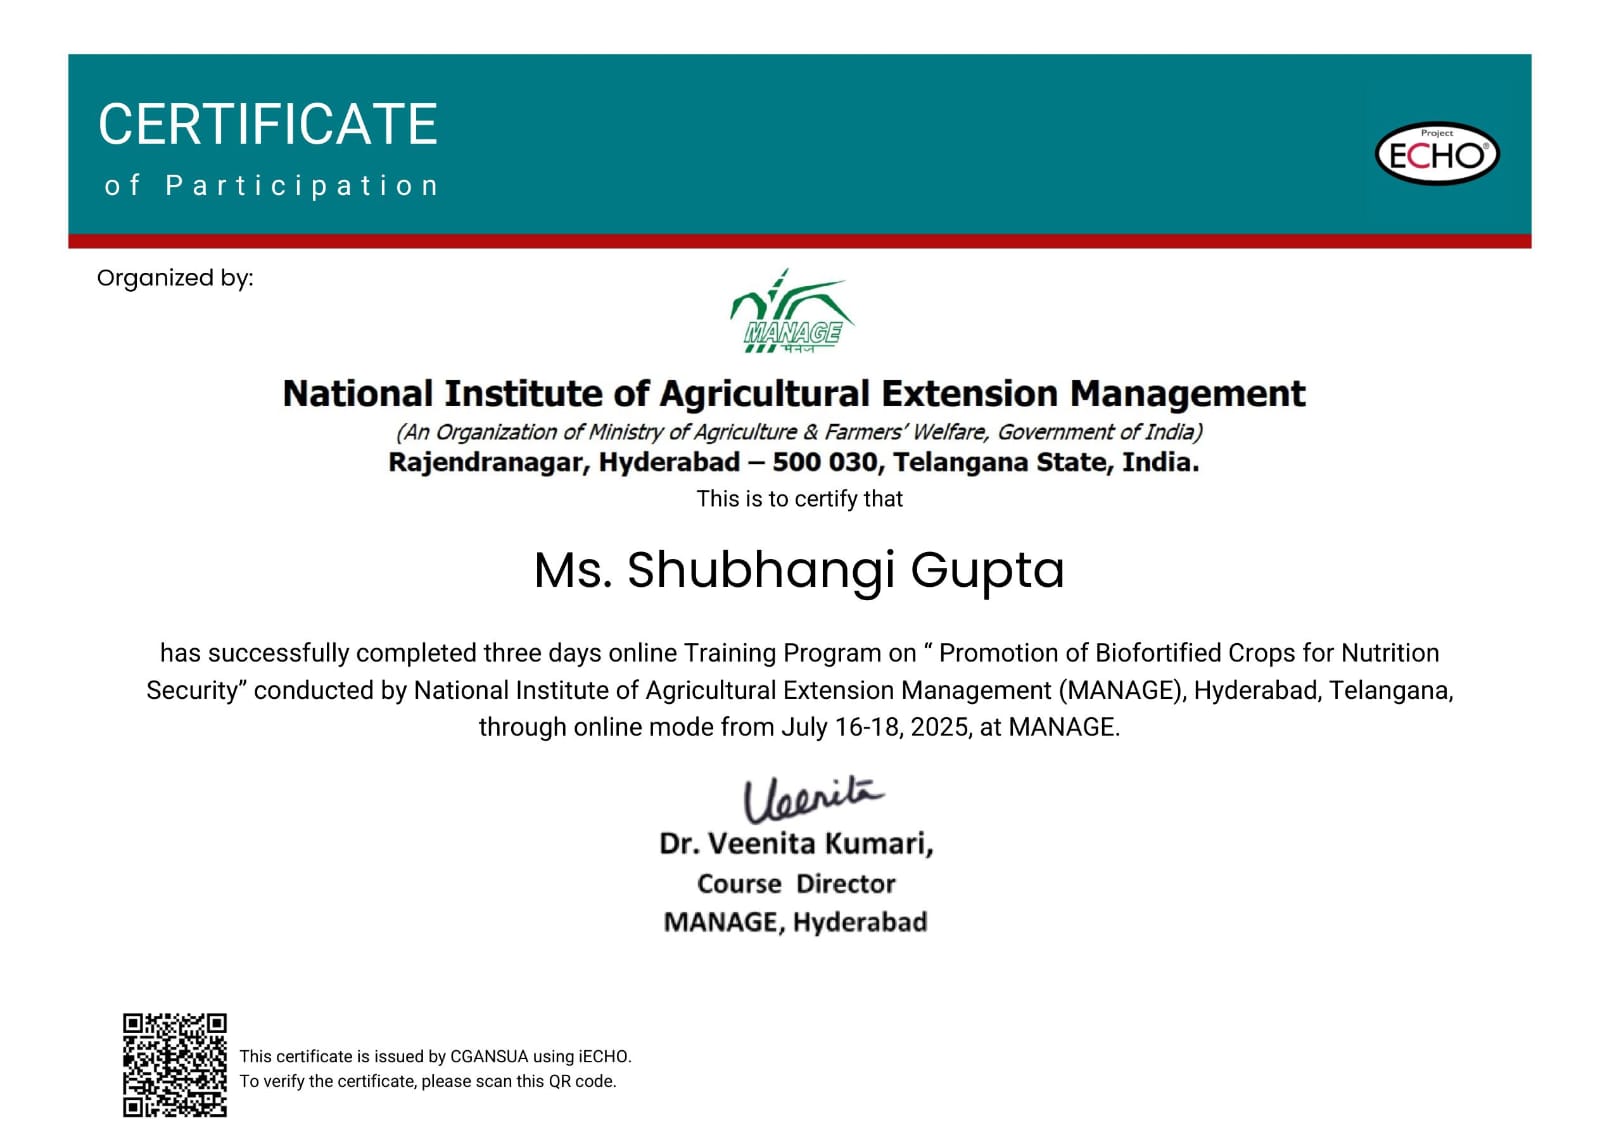 CERTIFICATE
of Participation
Project
ECHO®
Organized by:
MANAGE
मैनेज
National Institute of Agricultural Extension Management
(An Organization of Ministry of Agriculture & Farmers' Welfare, Government of India)
Rajendranagar, Hyderabad – 500 030, Telangana State, India.
This is to certify that
Ms. Shubhangi Gupta
has successfully completed three days online Training Program on “ Promotion of Biofortified Crops for Nutrition
Security” conducted by National Institute of Agricultural Extension Management (MANAGE), Hyderabad, Telangana,
through online mode from July 16-18, 2025, at MANAGE.
Veenita
Dr. Veenita Kumari,
Course Director
MANAGE, Hyderabad
This certificate is issued by CGANSUA using iECHO.
To verify the certificate, please scan this QR code.